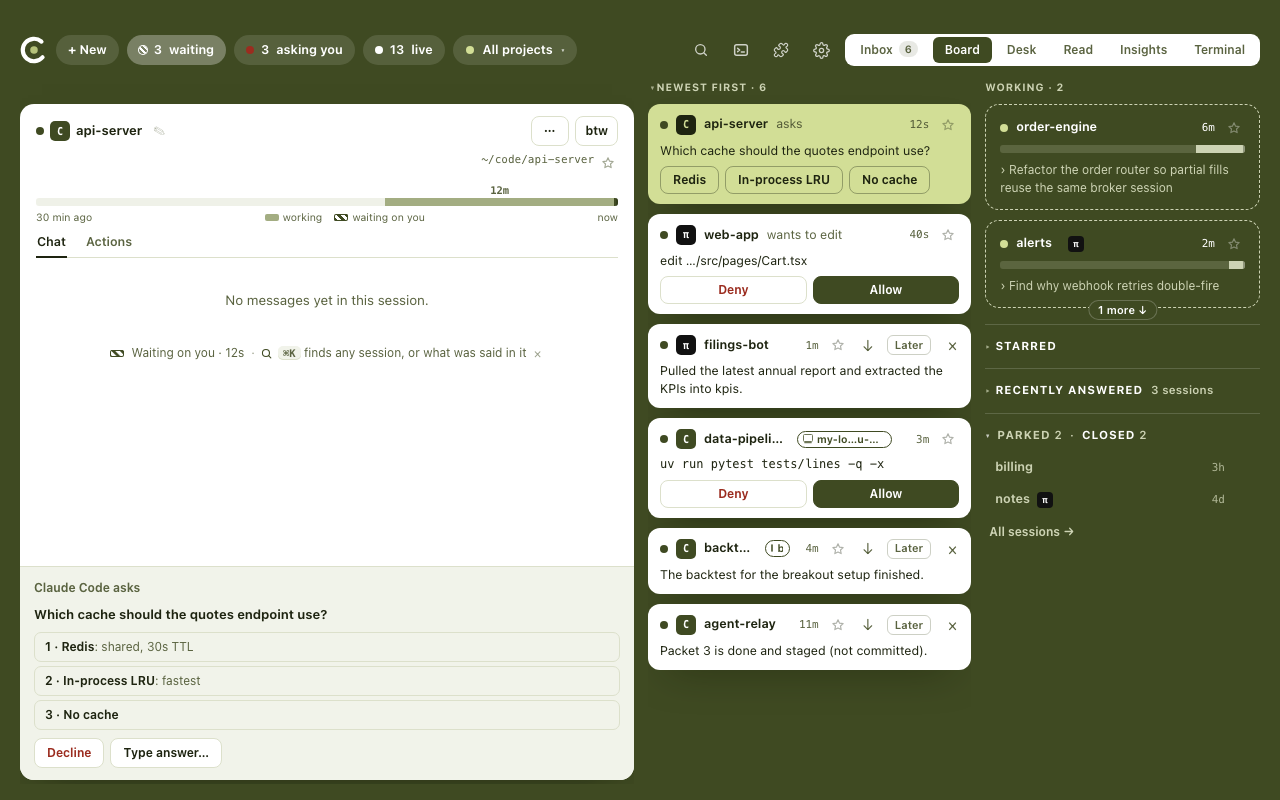 + New
3 waiting
3 asking you
13 live
All projects
Inbox 6
Board
Desk
Read
Insights
Terminal
C api-server
...
btw
~/code/api-server
12m
30 min ago
working
waiting on you
now
Chat
Actions
No messages yet in this session.
Waiting on you · 12s · ⌘K finds any session, or what was said in it ×
Claude Code asks
Which cache should the quotes endpoint use?
1 · Redis: shared, 30s TTL
2 · In-process LRU: fastest
3 · No cache
Decline
Type answer...
NEWEST FIRST · 6
C api-server asks 12s
Which cache should the quotes endpoint use?
Redis
In-process LRU
No cache
π web-app wants to edit 40s
edit …/src/pages/Cart.tsx
Deny
Allow
π filings-bot 1m ↓ Later ×
Pulled the latest annual report and extracted the
KPIs into kpis.
C data-pipeli... my-lo...u-... 3m
uv run pytest tests/lines -q -x
Deny
Allow
C backt... 4m ↓ Later ×
The backtest for the breakout setup finished.
C agent-relay 11m ↓ Later ×
Packet 3 is done and staged (not committed).
WORKING · 2
order-engine 6m
› Refactor the order router so partial fills
reuse the same broker session
alerts π 2m
› Find why webhook retries double-fire
1 more ↓
STARRED
RECENTLY ANSWERED 3 sessions
PARKED 2 · CLOSED 2
billing 3h
notes π 4d
All sessions →